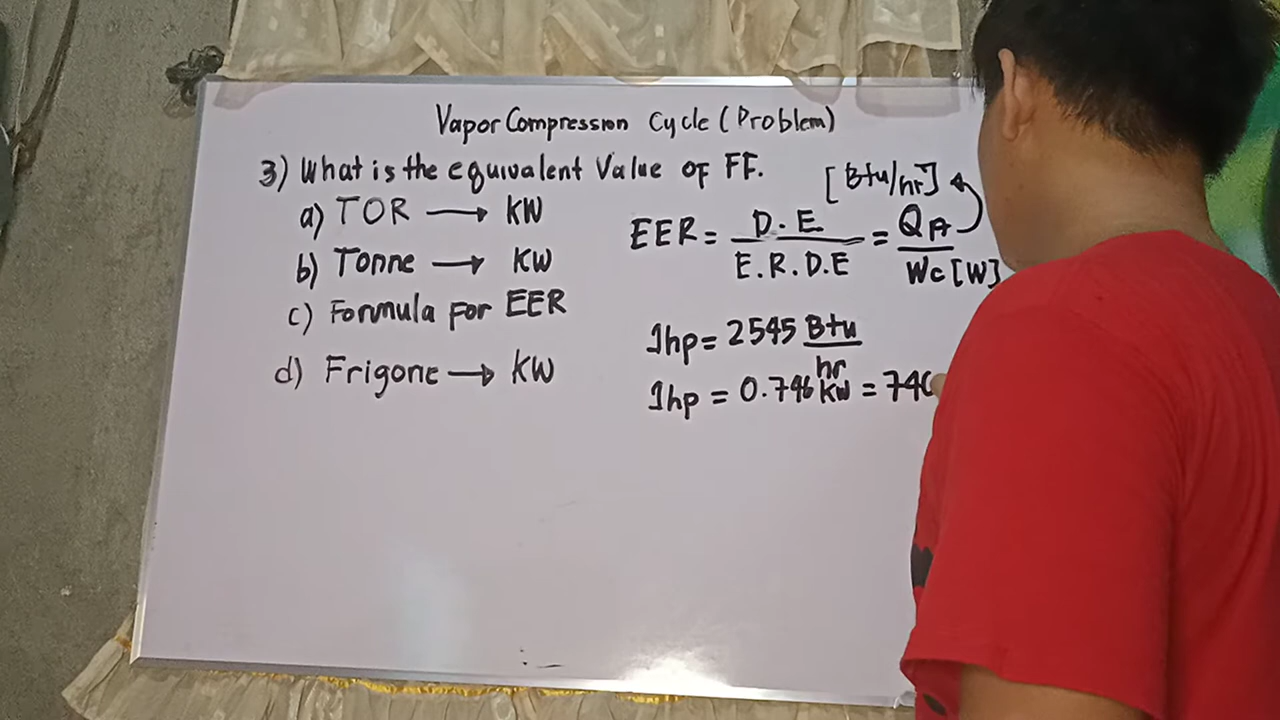 Vapor Compression Cycle (Problem)
3) What is the equivalent Value of FF.
a) TOR → KW
b) Tonne → KW
c) Formula for EER
d) Frigone → KW
[Btu/hr]
EER = D.E. / E.R.D.E = QA / Wc [W]
1hp = 2545 Btu / hr
1hp = 0.746 KW = 746